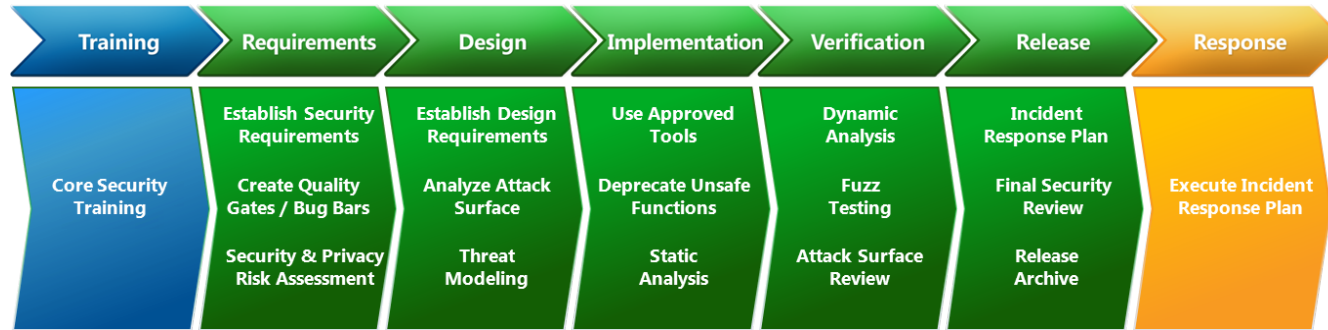 Training
Requirements
Design
Implementation
Verification
Release
Response
Core Security
Training
Establish Security
Requirements
Create Quality
Gates / Bug Bars
Security & Privacy
Risk Assessment
Establish Design
Requirements
Analyze Attack
Surface
Threat
Modeling
Use Approved
Tools
Deprecate Unsafe
Functions
Static
Analysis
Dynamic
Analysis
Fuzz
Testing
Attack Surface
Review
Incident
Response Plan
Final Security
Review
Release
Archive
Execute Incident
Response Plan